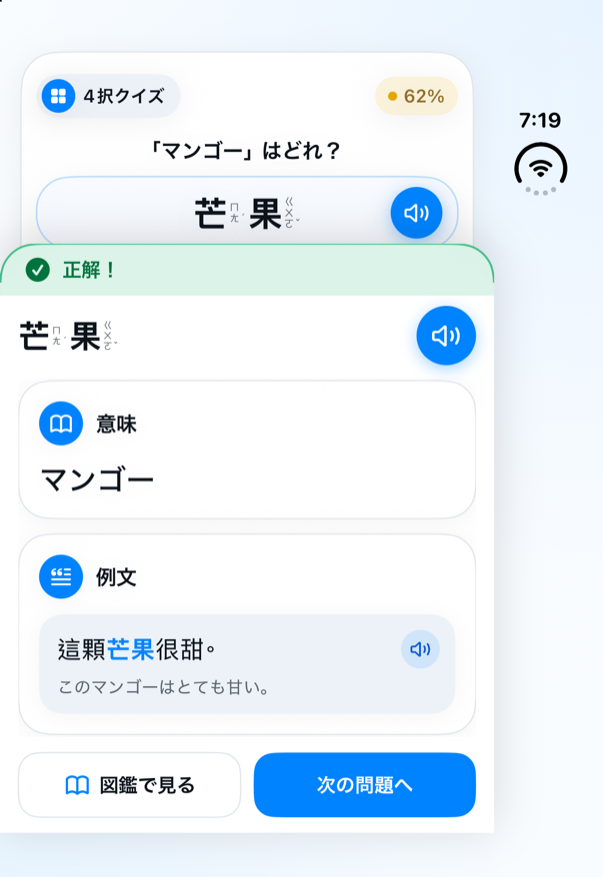 4択クイズ
62%
7:19
「マンゴー」はどれ？
芒ㄇㄤˊ果ㄍㄨㄛˇ
正解！
芒ㄇㄤˊ果ㄍㄨㄛˇ
意味
マンゴー
例文
這顆芒果很甜。
このマンゴーはとても甘い。
図鑑で見る
次の問題へ